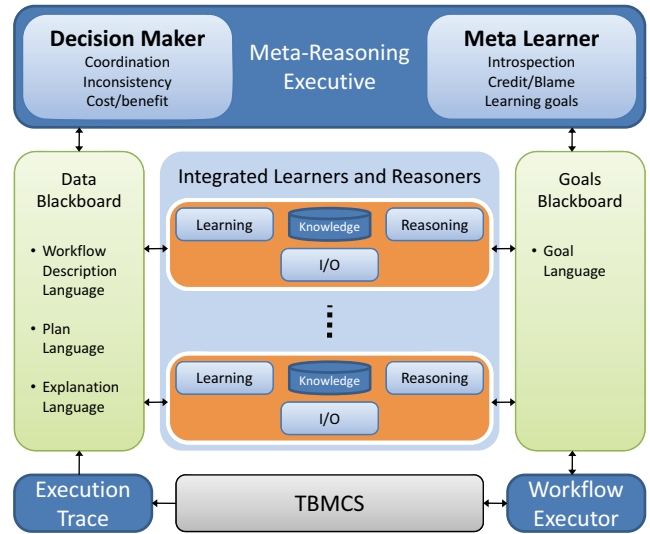 Decision Maker
Coordination
Inconsistency
Cost/benefit
Meta-Reasoning
Executive
Meta Learner
Introspection
Credit/Blame
Learning goals
Data
Blackboard
• Workflow
Description
Language
• Plan
Language
• Explanation
Language
Integrated Learners and Reasoners
Learning
Knowledge
Reasoning
I/O
Learning
Knowledge
Reasoning
I/O
Goals
Blackboard
• Goal
Language
Execution
Trace
TBMCS
Workflow
Executor